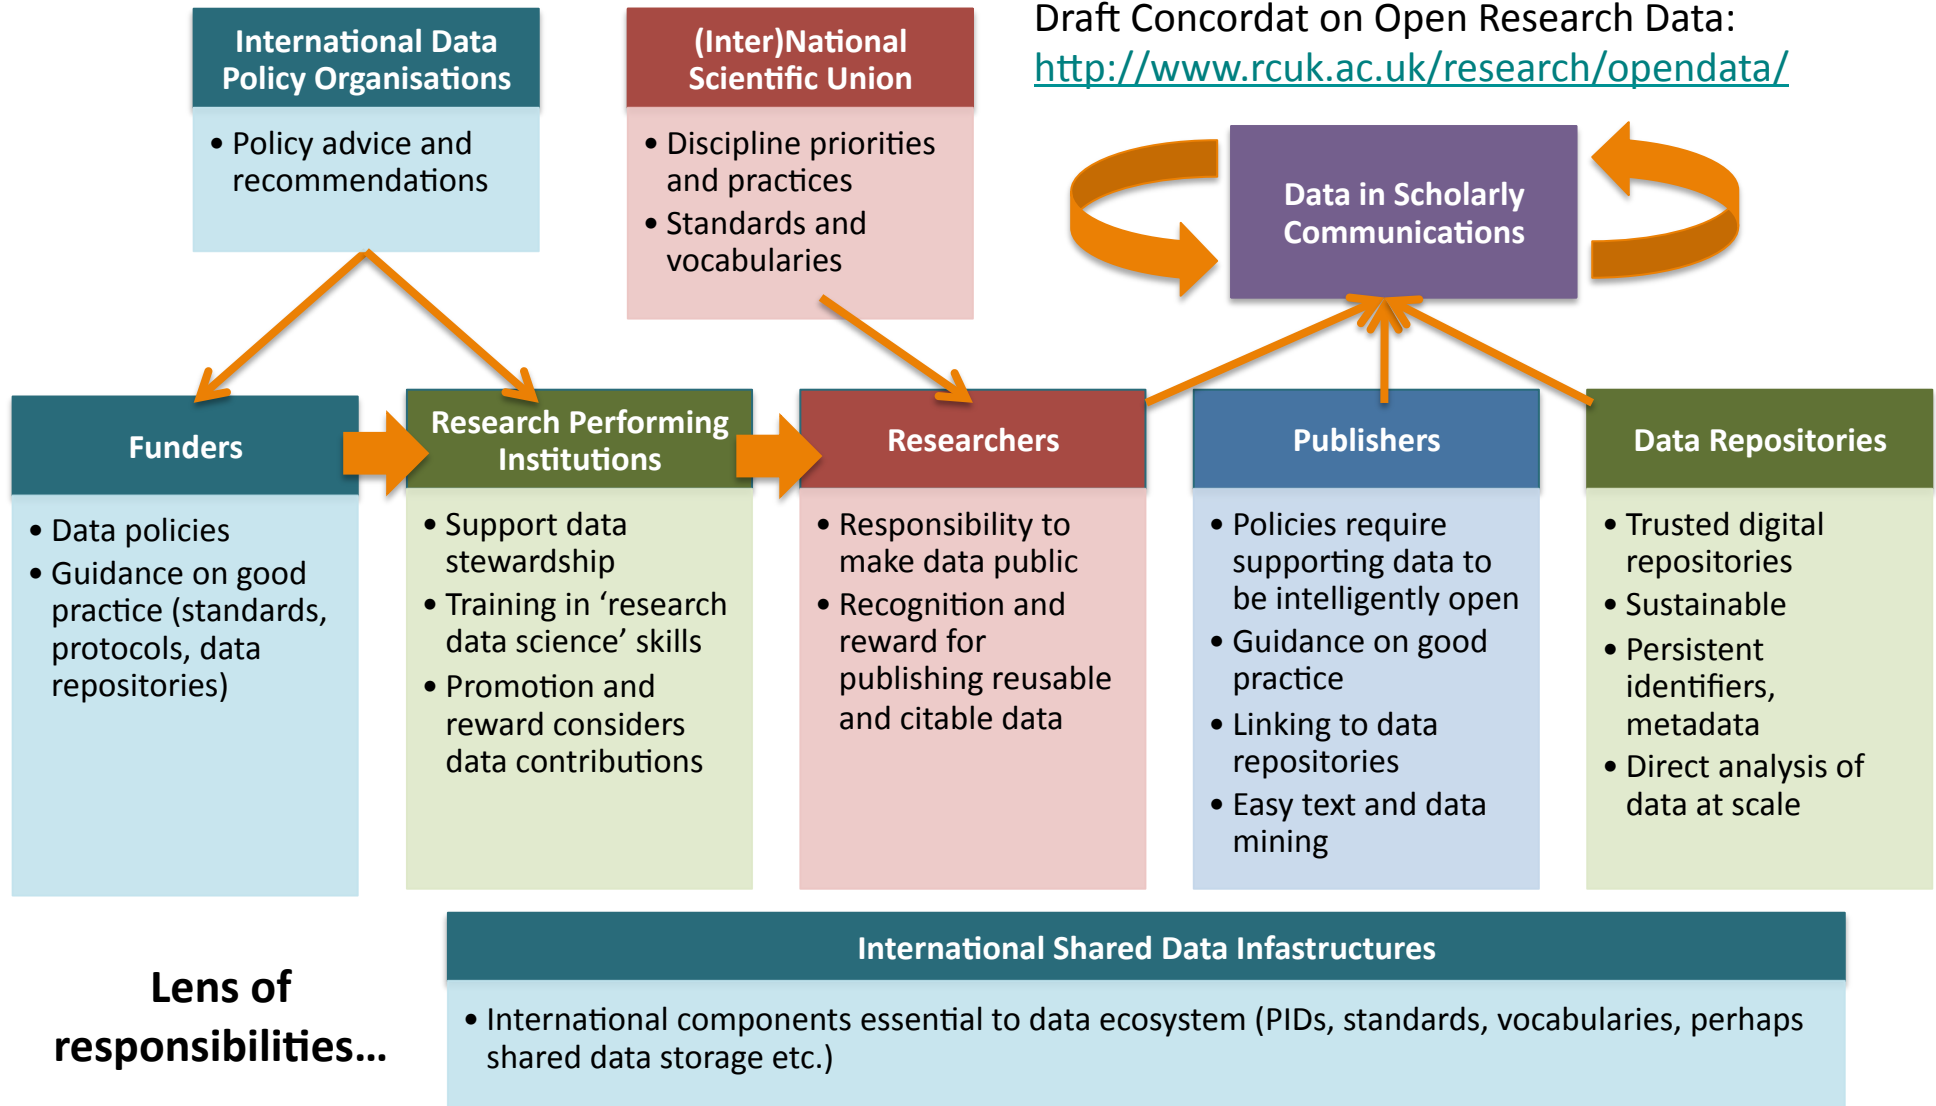 International Data
Policy Organisations
• Policy advice and
recommendations
(Inter)National
Scientific Union
• Discipline priorities
and practices
• Standards and
vocabularies
Draft Concordat on Open Research Data:
http://www.rcuk.ac.uk/research/opendata/
Data in Scholarly
Communications
Funders
• Data policies
• Guidance on good
practice (standards,
protocols, data
repositories)
Research Performing
Institutions
• Support data
stewardship
• Training in ‘research
data science’ skills
• Promotion and
reward considers
data contributions
Researchers
• Responsibility to
make data public
• Recognition and
reward for
publishing reusable
and citable data
Publishers
• Policies require
supporting data to
be intelligently open
• Guidance on good
practice
• Linking to data
repositories
• Easy text and data
mining
Data Repositories
• Trusted digital
repositories
• Sustainable
• Persistent
identifiers,
metadata
• Direct analysis of
data at scale
Lens of
responsibilities…
International Shared Data Infastructures
• International components essential to data ecosystem (PIDs, standards, vocabularies, perhaps
shared data storage etc.)